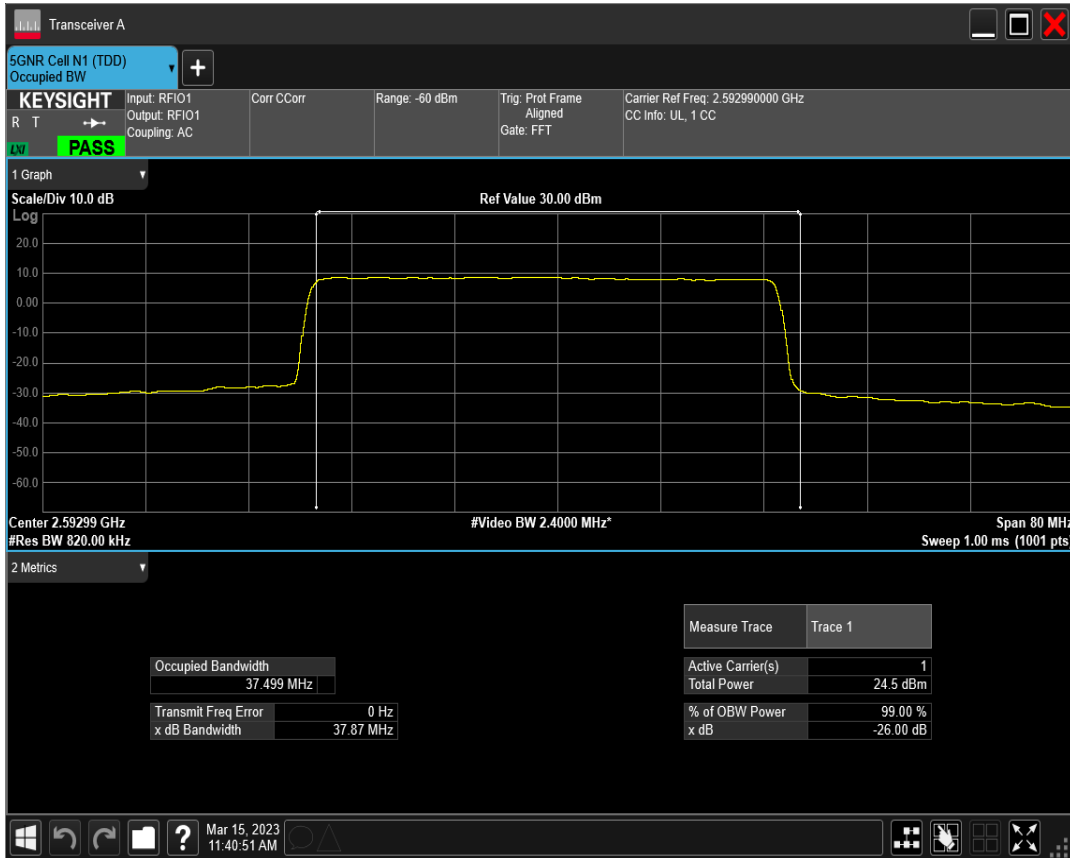 Transceiver A
5GNR Cell N1 (TDD)
Occupied BW
+
KEYSIGHT
R T
LXI
PASS
Input: RFIO1
Output: RFIO1
Coupling: AC
Corr CCorr
Range: -60 dBm
Trig: Prot Frame
Aligned
Gate: FFT
Carrier Ref Freq: 2.592990000 GHz
CC Info: UL, 1 CC
1 Graph
Scale/Div 10.0 dB
Ref Value 30.00 dBm
Log
20.0
10.0
0.00
-10.0
-20.0
-30.0
-40.0
-50.0
-60.0
Center 2.59299 GHz
#Video BW 2.4000 MHz*
Span 80 MHz
#Res BW 820.00 kHz
Sweep 1.00 ms (1001 pts)
2 Metrics
Measure Trace Trace 1
Occupied Bandwidth
37.499 MHz
Active Carrier(s) 1
Total Power 24.5 dBm
Transmit Freq Error 0 Hz
x dB Bandwidth 37.87 MHz
% of OBW Power 99.00 %
x dB -26.00 dB
?
Mar 15, 2023
11:40:51 AM